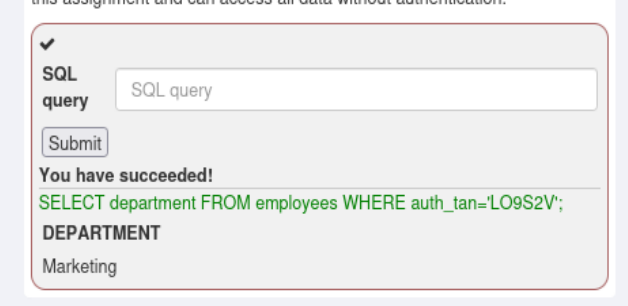 this assignment and can access all data without authentication.
SQL
query
SQL query
Submit
You have succeeded!
SELECT department FROM employees WHERE auth_tan='LO9S2V';
DEPARTMENT
Marketing